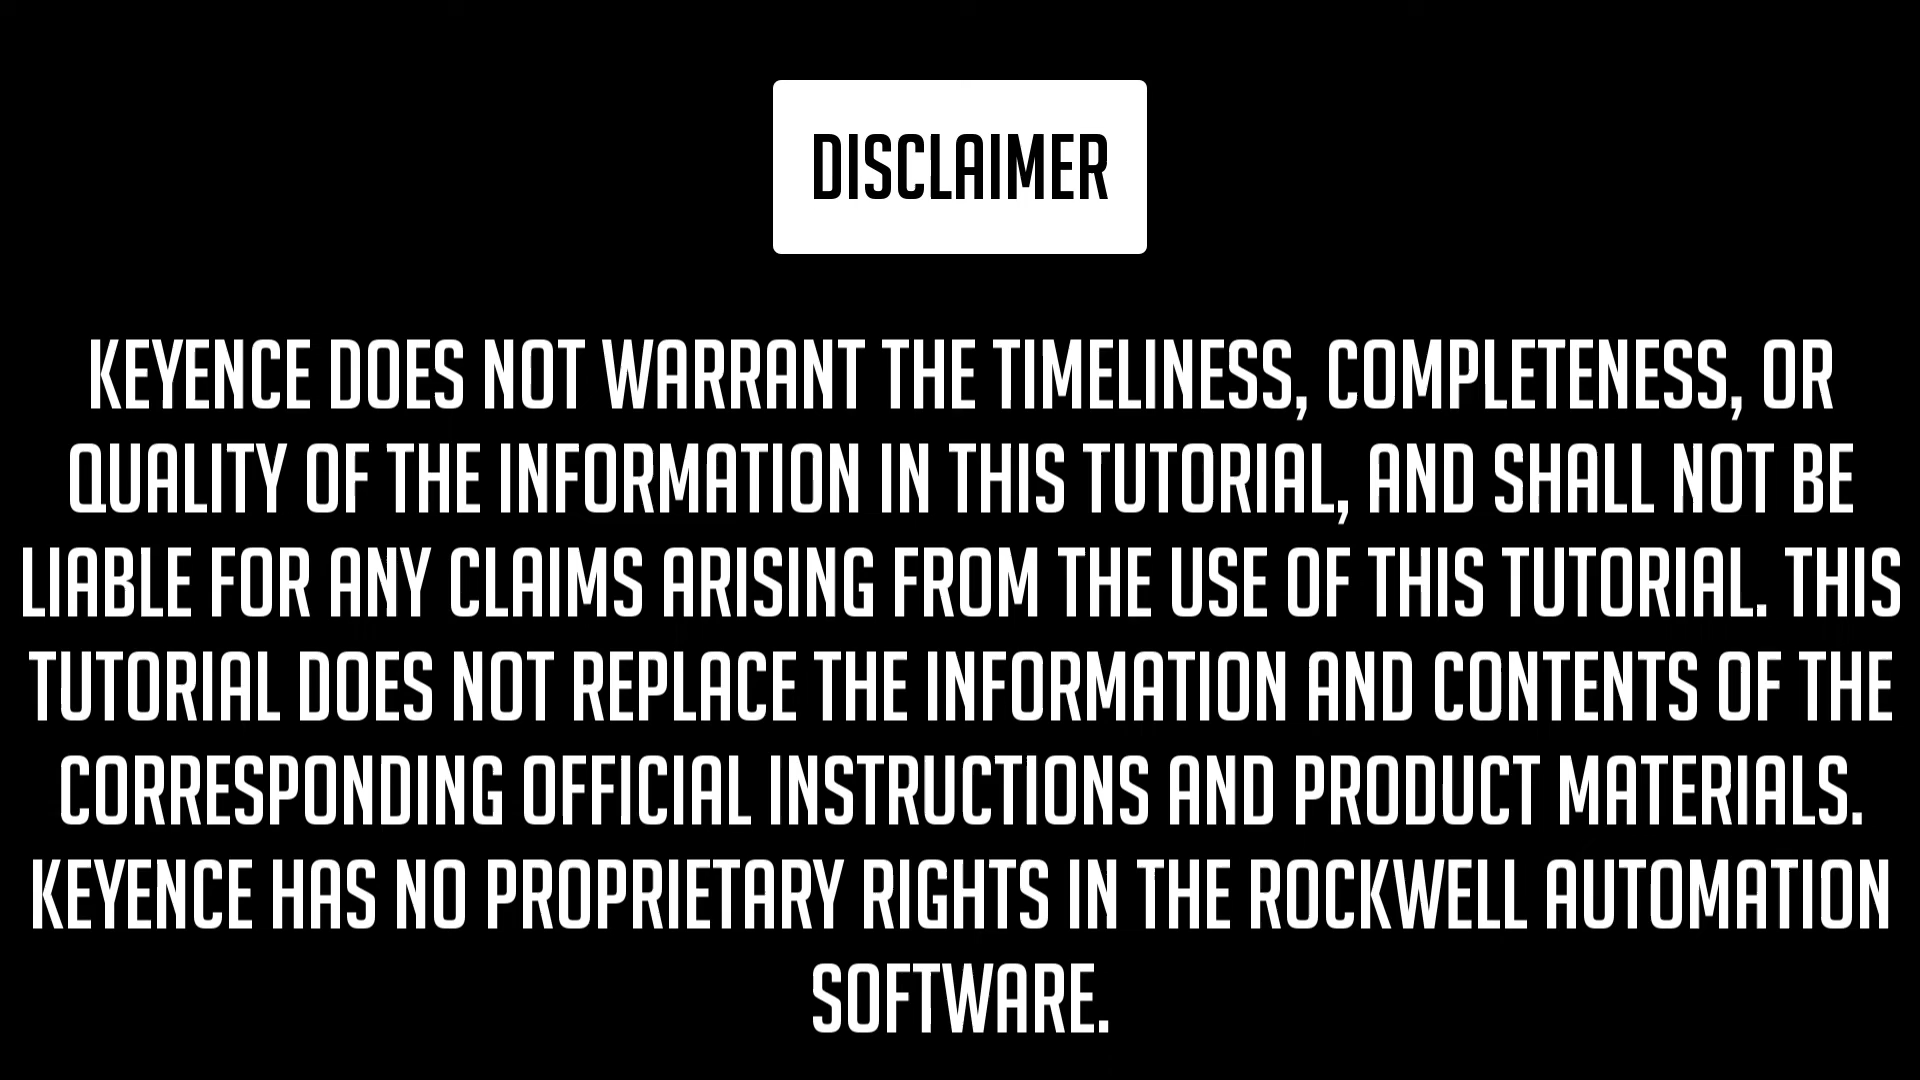 DISCLAIMER
KEYENCE DOES NOT WARRANT THE TIMELINESS, COMPLETENESS, OR
QUALITY OF THE INFORMATION IN THIS TUTORIAL, AND SHALL NOT BE
LIABLE FOR ANY CLAIMS ARISING FROM THE USE OF THIS TUTORIAL. THIS
TUTORIAL DOES NOT REPLACE THE INFORMATION AND CONTENTS OF THE
CORRESPONDING OFFICIAL INSTRUCTIONS AND PRODUCT MATERIALS.
KEYENCE HAS NO PROPRIETARY RIGHTS IN THE ROCKWELL AUTOMATION
SOFTWARE.